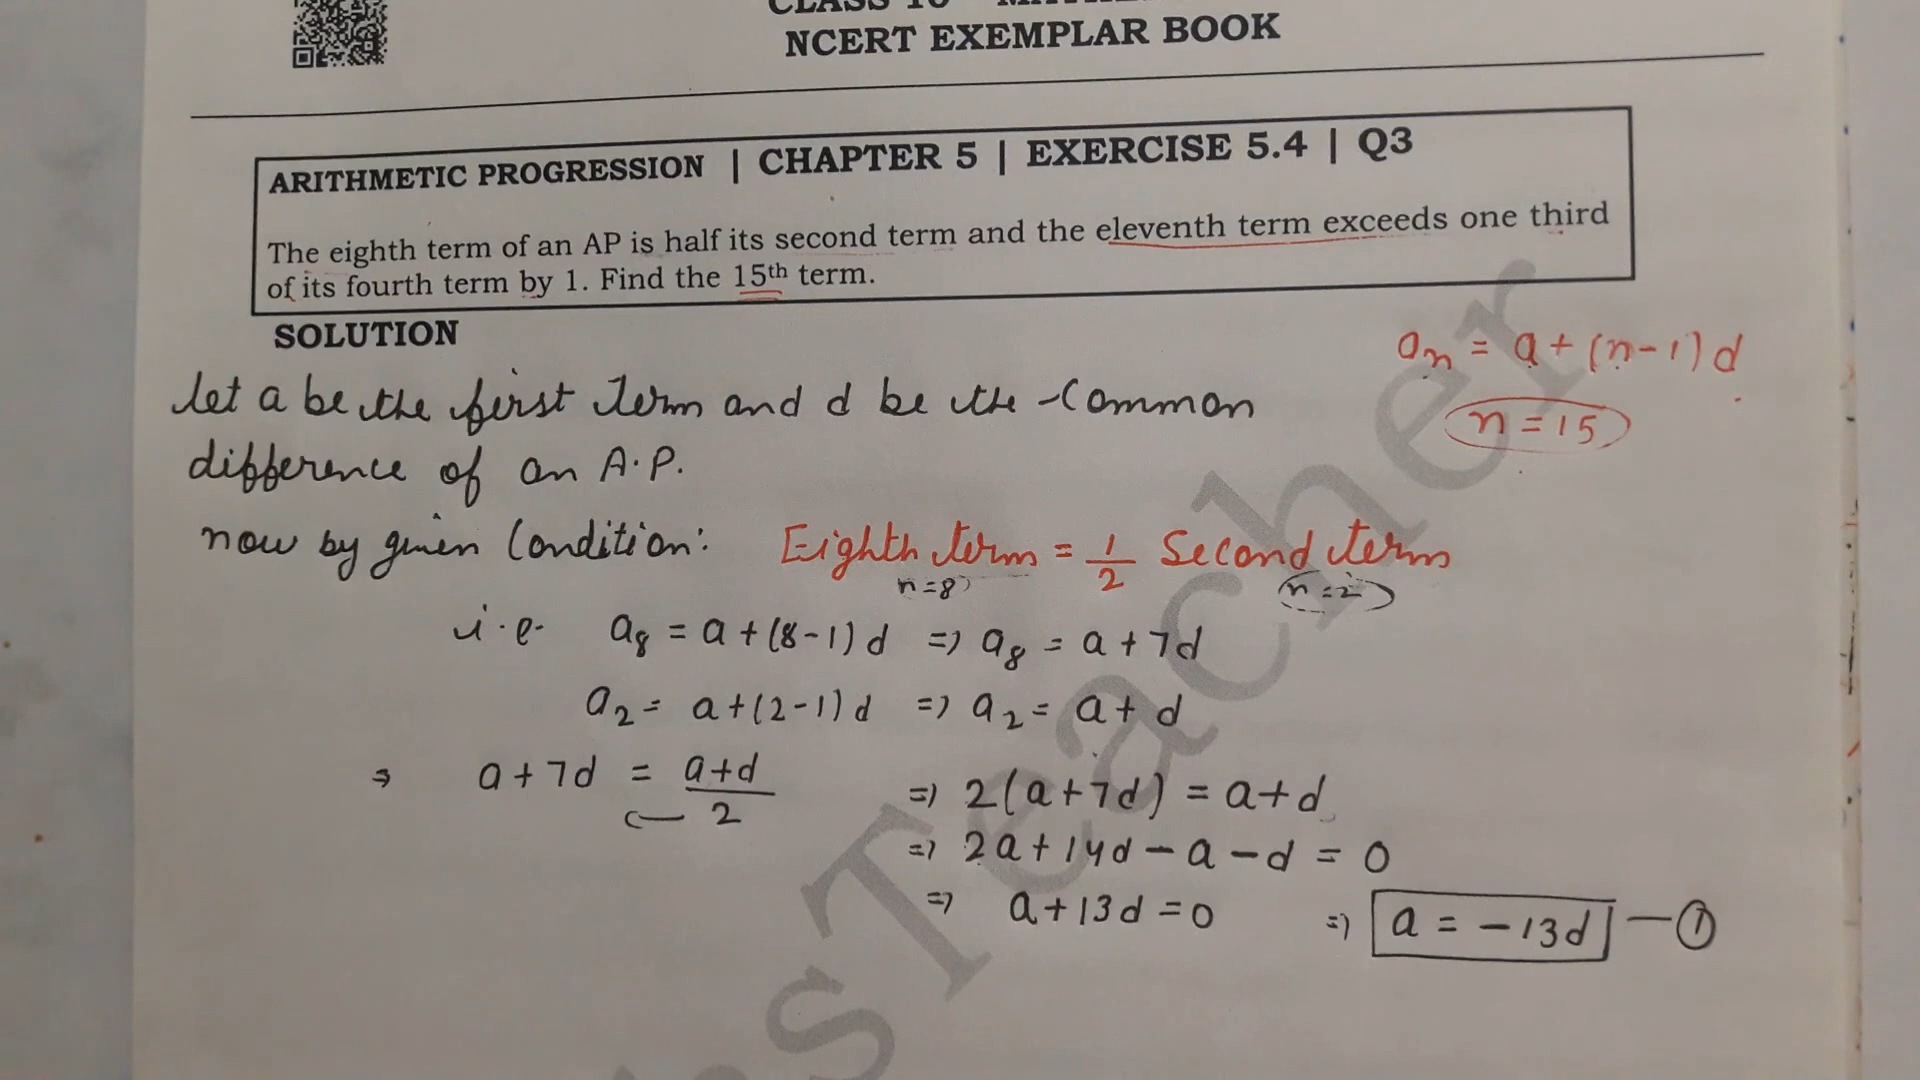 NCERT EXEMPLAR BOOK
ARITHMETIC PROGRESSION | CHAPTER 5 | EXERCISE 5.4 | Q3
The eighth term of an AP is half its second term and the eleventh term exceeds one third
of its fourth term by 1. Find the 15th term.
SOLUTION
aₙ = a + (n-1) d
n = 15
let a be the first term and d be the common
difference of an A.P.
now by given Condition: Eighth term = 1/2 Second term
n=8 n=2
i.e. a₈ = a + (8-1) d => a₈ = a + 7d
a₂ = a + (2-1) d => a₂ = a + d
=> a + 7d = a+d/2 => 2(a+7d) = a+d
=> 2a + 14d - a - d = 0
=> a + 13d = 0 => a = -13d — ①
Teacher